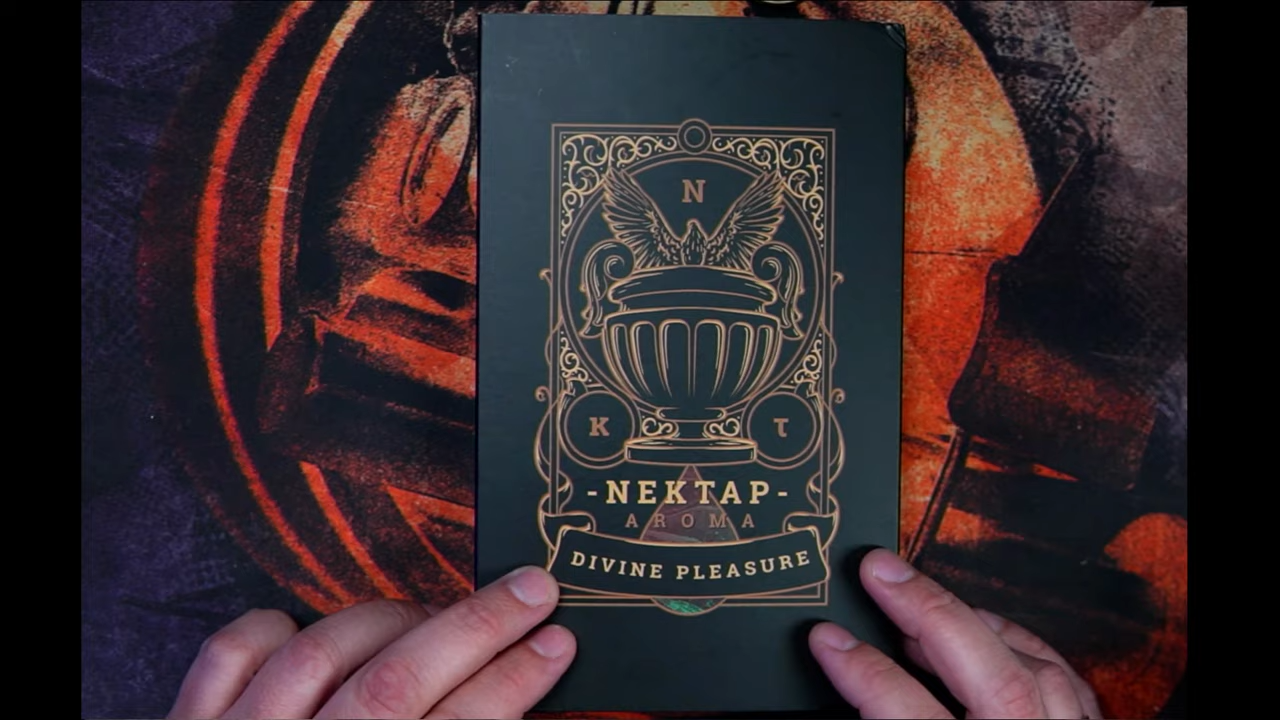 N
K τ
-NEKTAP-
AROMA
DIVINE PLEASURE